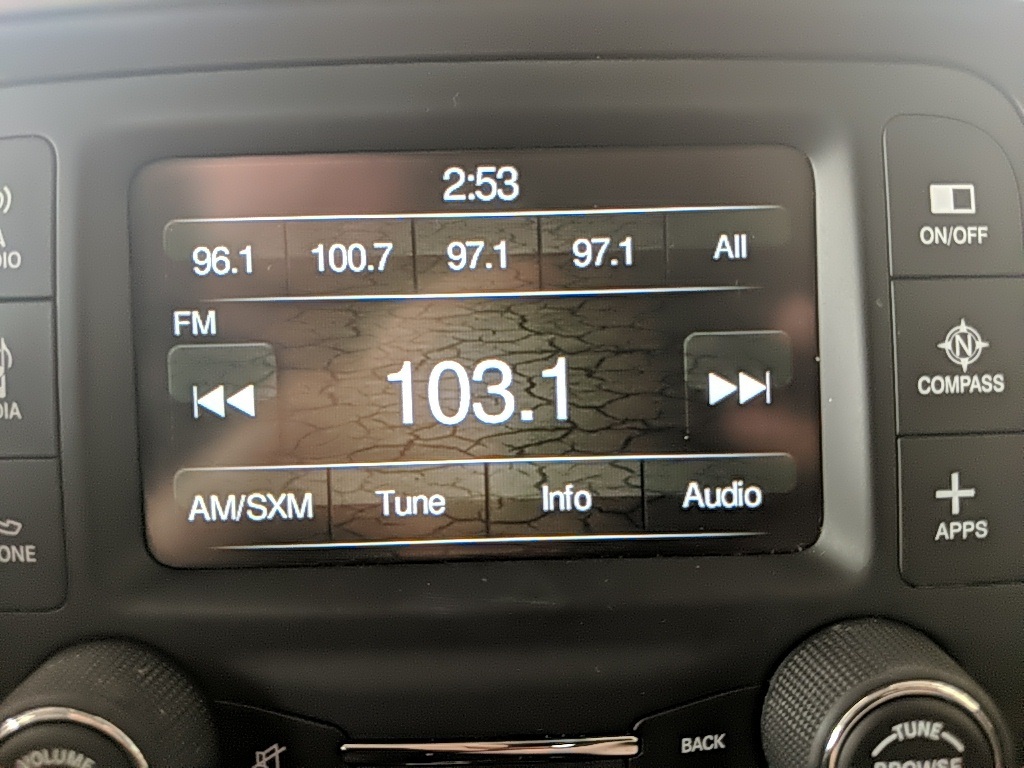 2:53
96.1 100.7 97.1 97.1 All
FM
103.1
AM/SXM Tune Info Audio
ON/OFF
N
COMPASS
APPS
VOLUME
BACK
TUNE
BROWSE